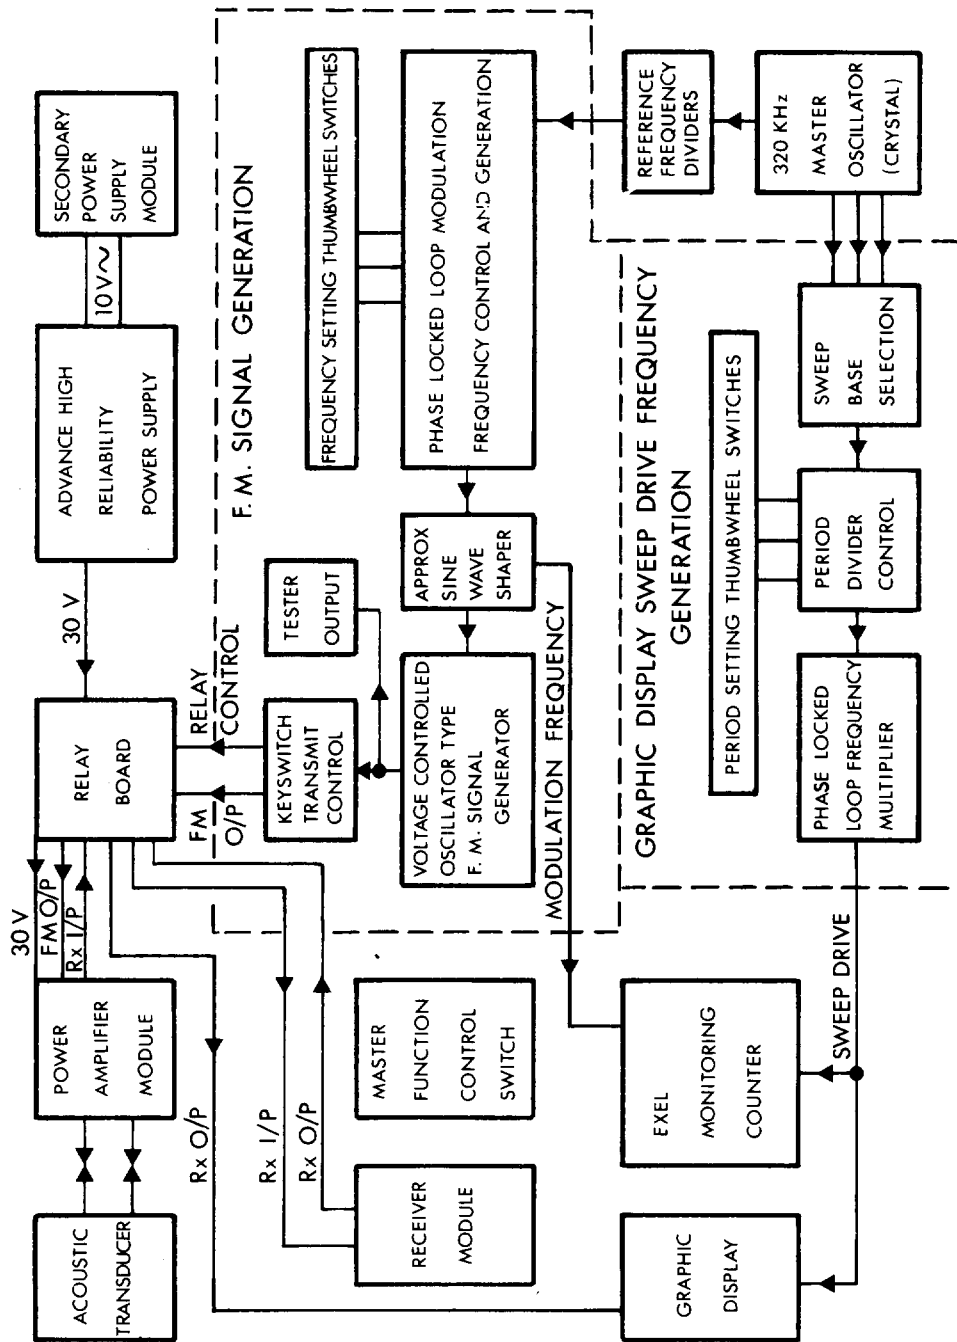 ACOUSTIC
TRANSDUCER
POWER
AMPLIFIER
MODULE
30 V
FM O/P
Rx I/P
RELAY
BOARD
30 V
ADVANCE HIGH
RELIABILITY
POWER SUPPLY
10 V~
SECONDARY
POWER
SUPPLY
MODULE
Rx O/P
Rx I/P
Rx O/P
FM
O/P
RELAY
CONTROL
F. M. SIGNAL GENERATION
KEYSWITCH
TRANSMIT
CONTROL
TESTER
OUTPUT
FREQUENCY SETTING THUMBWHEEL SWITCHES
RECEIVER
MODULE
MASTER
FUNCTION
CONTROL
SWITCH
VOLTAGE CONTROLLED
OSCILLATOR TYPE
F. M. SIGNAL
GENERATOR
APPROX
SINE
WAVE
SHAPER
PHASE LOCKED LOOP MODULATION
FREQUENCY CONTROL AND GENERATION
MODULATION FREQUENCY
REFERENCE
FREQUENCY
DIVIDERS
GRAPHIC DISPLAY SWEEP DRIVE FREQUENCY
GENERATION
PERIOD SETTING THUMBWHEEL SWITCHES
GRAPHIC
DISPLAY
EXEL
MONITORING
COUNTER
SWEEP DRIVE
PHASE LOCKED
LOOP FREQUENCY
MULTIPLIER
PERIOD
DIVIDER
CONTROL
SWEEP
BASE
SELECTION
320 KHz
MASTER
OSCILLATOR
(CRYSTAL)